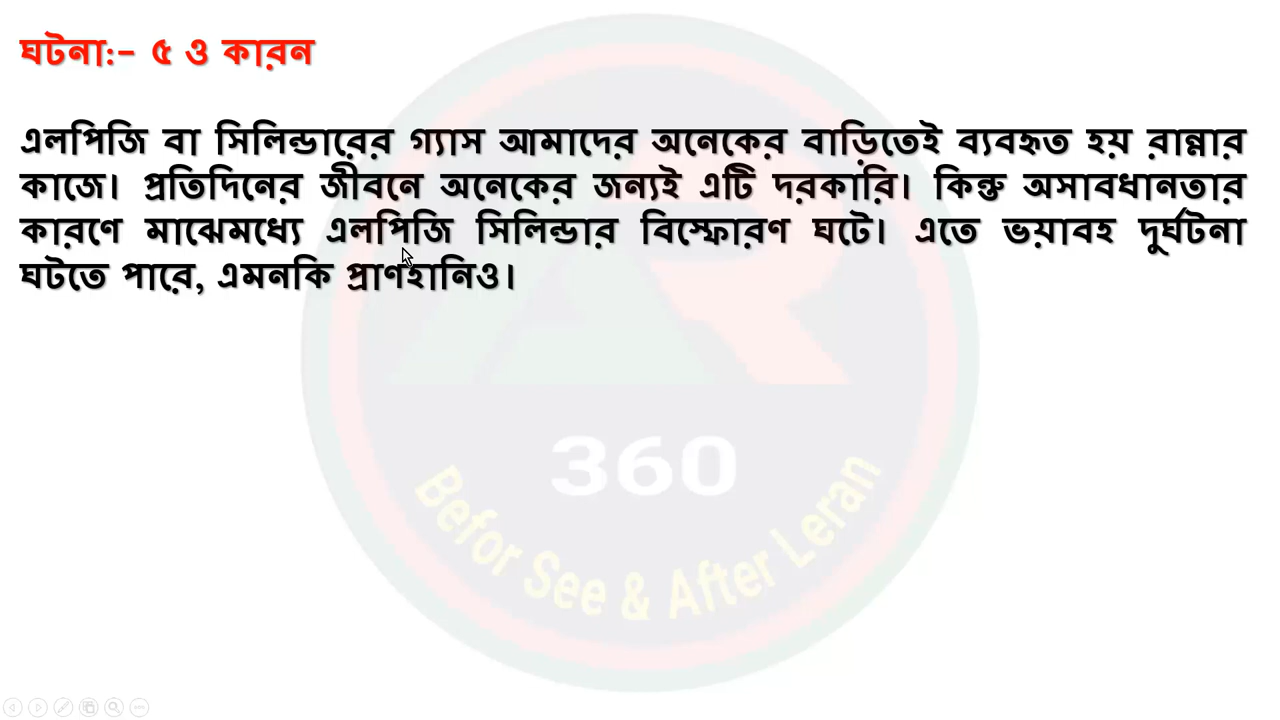 ঘটনা:– ৫ ও কারন
এলপিজি বা সিলিন্ডারের গ্যাস আমাদের অনেকের বাড়িতেই ব্যবহৃত হয় রান্নার
কাজে। প্রতিদিনের জীবনে অনেকের জন্যই এটি দরকারি। কিন্তু অসাবধানতার
কারণে মাঝেমধ্যে এলপিজি সিলিন্ডার বিস্ফোরণ ঘটে। এতে ভয়াবহ দুর্ঘটনা
ঘটতে পারে, এমনকি প্রাণহানিও।
AR
360
Befor See & After Leran